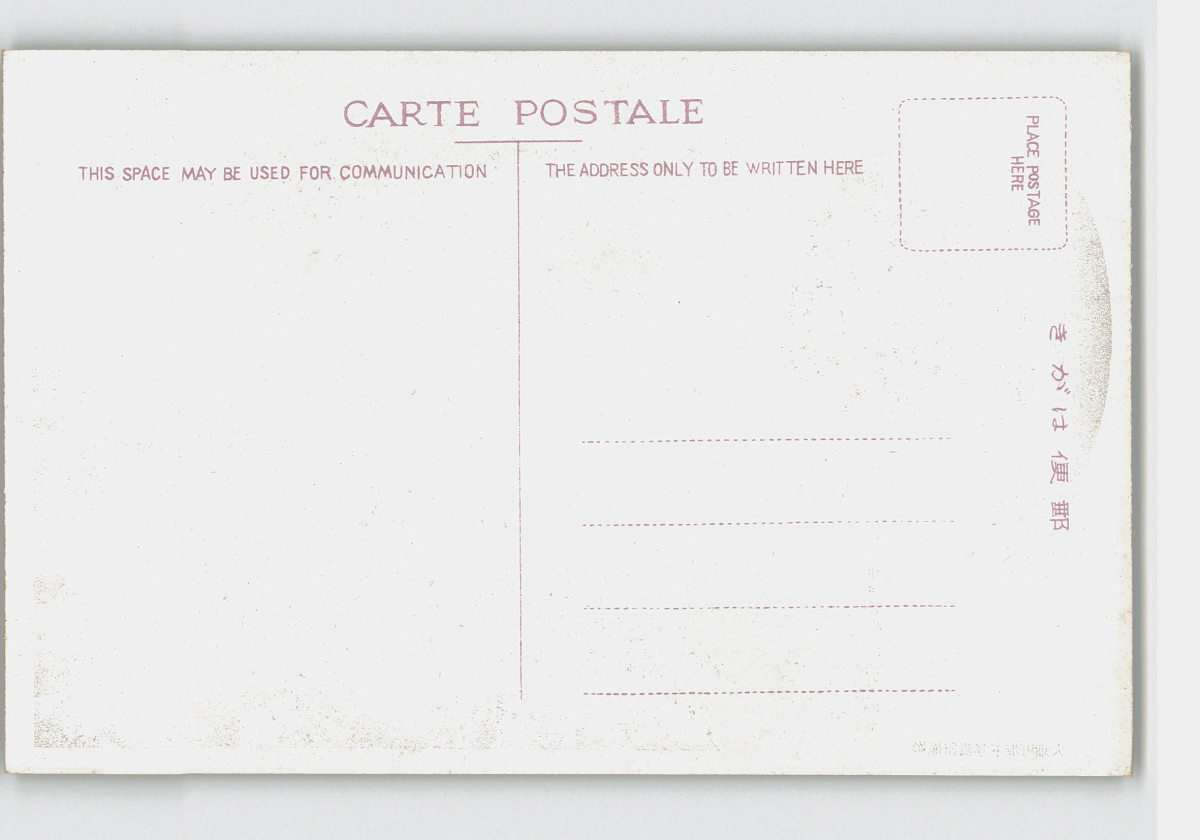 CARTE POSTALE
THIS SPACE MAY BE USED FOR COMMUNICATION
THE ADDRESS ONLY TO BE WRITTEN HERE
PLACE POSTAGE
HERE
郵便はがき